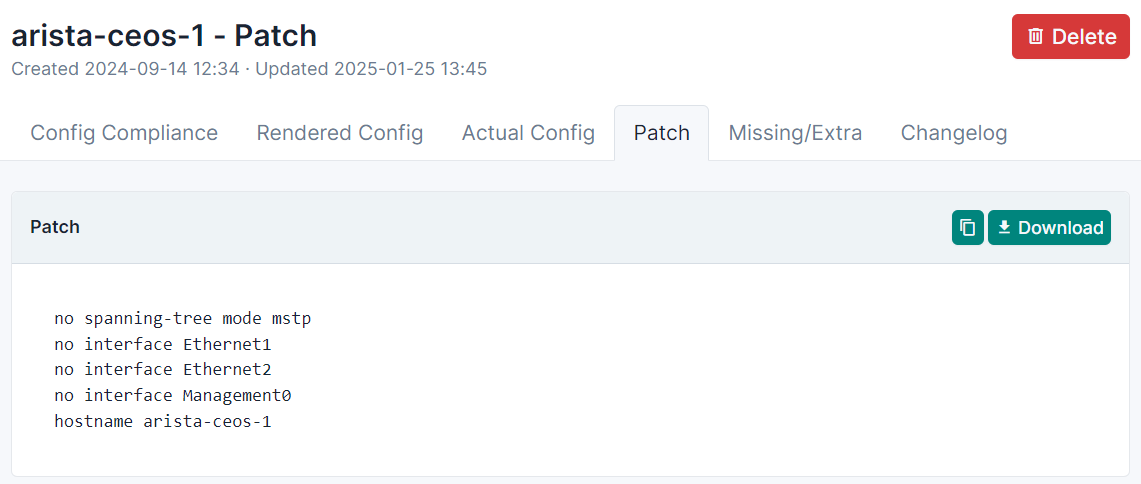 arista-ceos-1 - Patch
Delete
Created 2024-09-14 12:34 · Updated 2025-01-25 13:45
Config Compliance Rendered Config Actual Config Patch Missing/Extra Changelog
Patch
Download
no spanning-tree mode mstp
no interface Ethernet1
no interface Ethernet2
no interface Management0
hostname arista-ceos-1